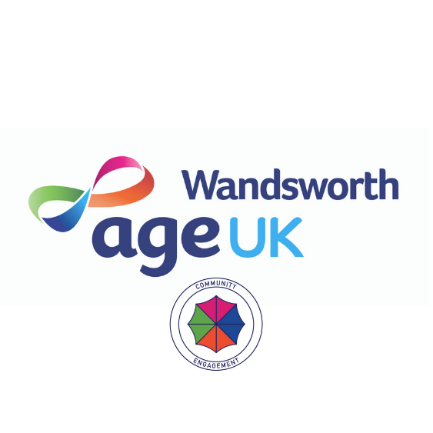 Wandsworth
age UK
COMMUNITY
ENGAGEMENT